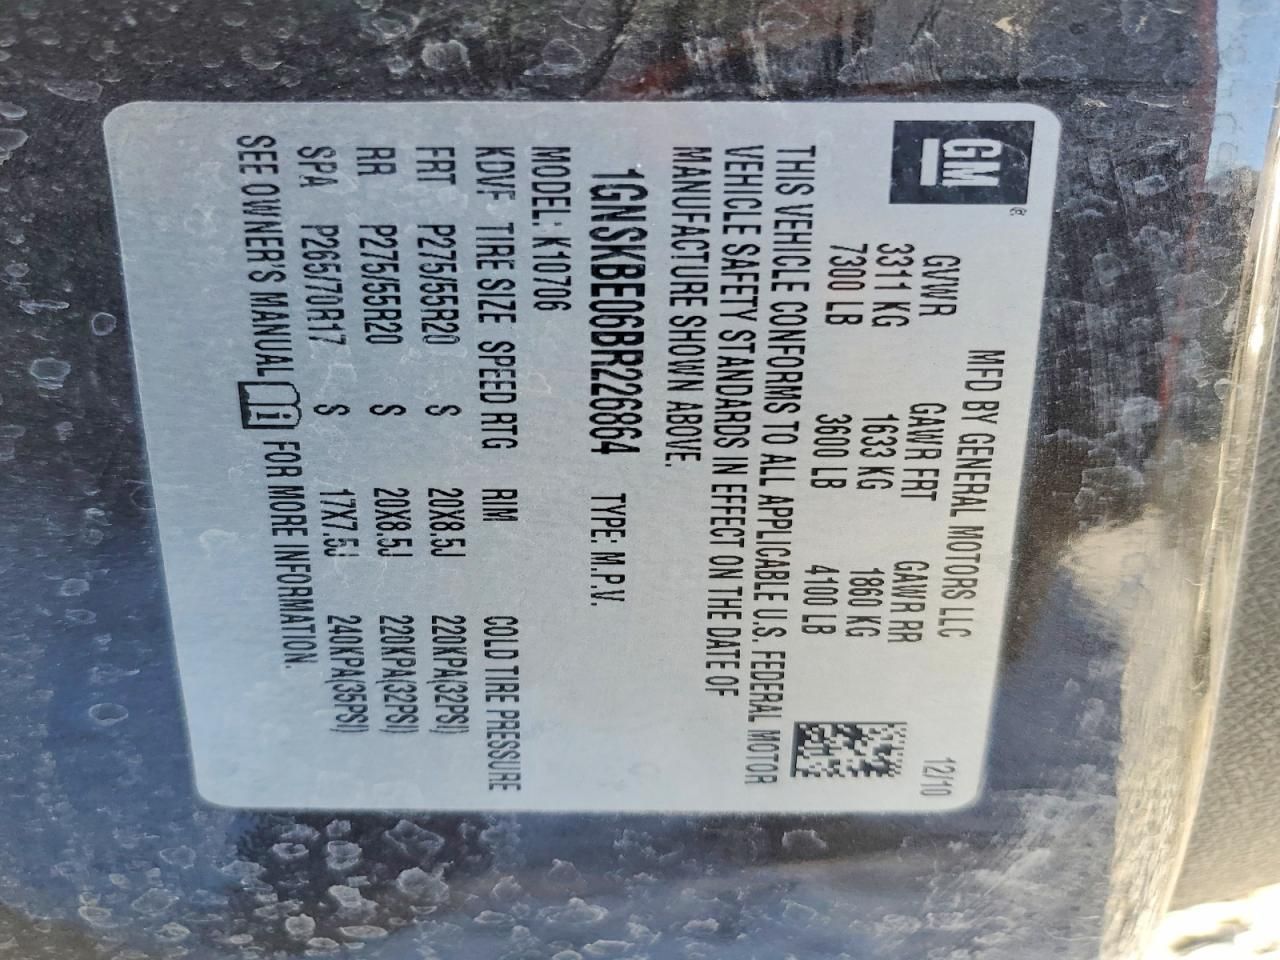 GM ®
MFD BY GENERAL MOTORS LLC 12/10
GVWR GAWR FRT GAWR RR
3311 KG 1633 KG 1860 KG
7300 LB 3600 LB 4100 LB
THIS VEHICLE CONFORMS TO ALL APPLICABLE U.S. FEDERAL MOTOR
VEHICLE SAFETY STANDARDS IN EFFECT ON THE DATE OF
MANUFACTURE SHOWN ABOVE.
1GNSKBE06BR226864 TYPE: M.P.V.
MODEL: K10706
KDVF TIRE SIZE SPEED RTG RIM COLD TIRE PRESSURE
FRT P275/55R20 S 20X8.5J 220KPA(32PSI)
RR P275/55R20 S 20X8.5J 220KPA(32PSI)
SPA P265/70R17 S 17X7.5J 240KPA(35PSI)
SEE OWNER'S MANUAL i FOR MORE INFORMATION.